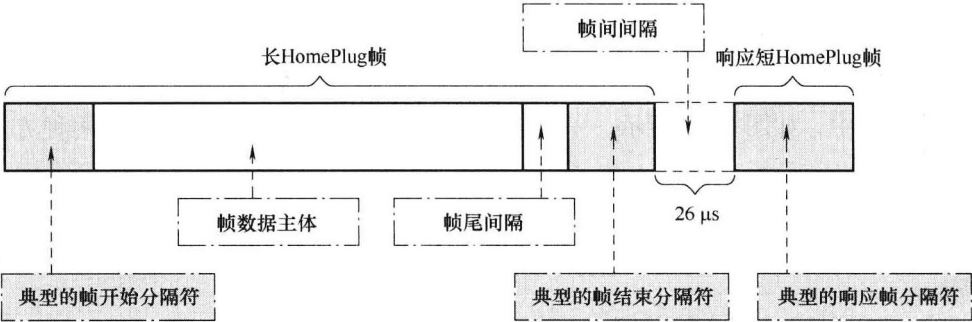 帧间间隔
长HomePlug帧
响应短HomePlug帧
26 μs
帧数据主体
帧尾间隔
典型的帧开始分隔符
典型的帧结束分隔符
典型的响应帧分隔符